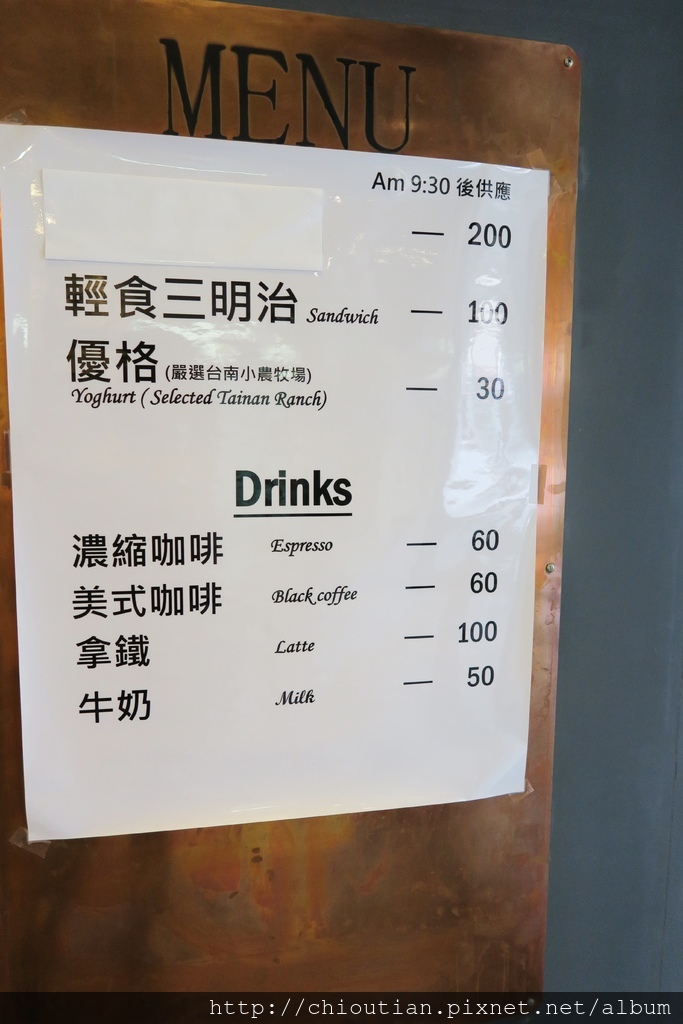 MENU
Am 9:30 後供應
— 200
輕食三明治 Sandwich — 100
優格 (嚴選台南小農牧場)
Yoghurt ( Selected Tainan Ranch) — 30
Drinks
濃縮咖啡 Espresso — 60
美式咖啡 Black coffee — 60
拿鐵 Latte — 100
牛奶 Milk — 50
http://chioutian.pixnet.net/album